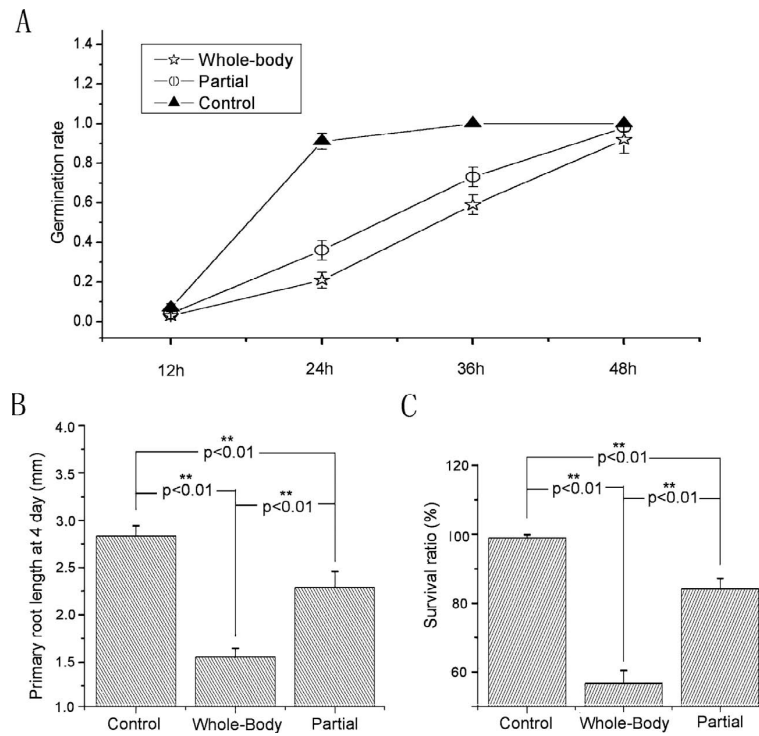 A
Germination rate
1.4
1.2
1.0
0.8
0.6
0.4
0.2
0.0
Whole-body
Partial
Control
12h
24h
36h
48h
B
Primary root length at 4 day (mm)
4.0
3.5
3.0
2.5
2.0
1.5
1.0
**
p<0.01
**
p<0.01
**
p<0.01
Control
Whole-Body
Partial
C
Survival ratio (%)
120
100
80
60
**
p<0.01
**
p<0.01
**
p<0.01
Control
Whole-Body
Partial